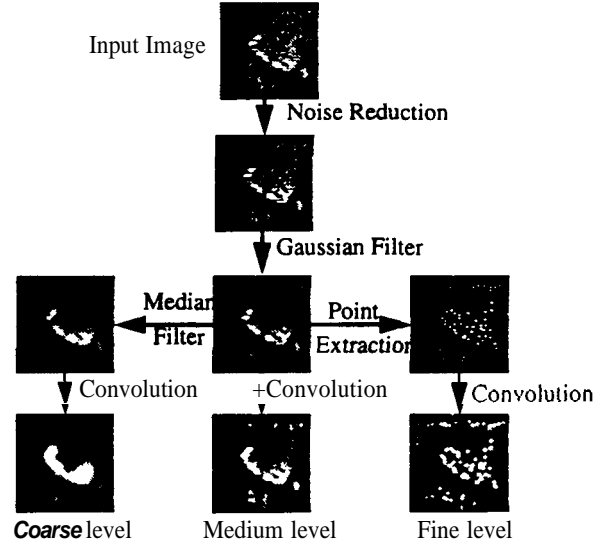 Input Image
Noise Reduction
Gaussian Filter
Median
Filter
Point
Extraction
Convolution
+Convolution
Convolution
Coarse level
Medium level
Fine level